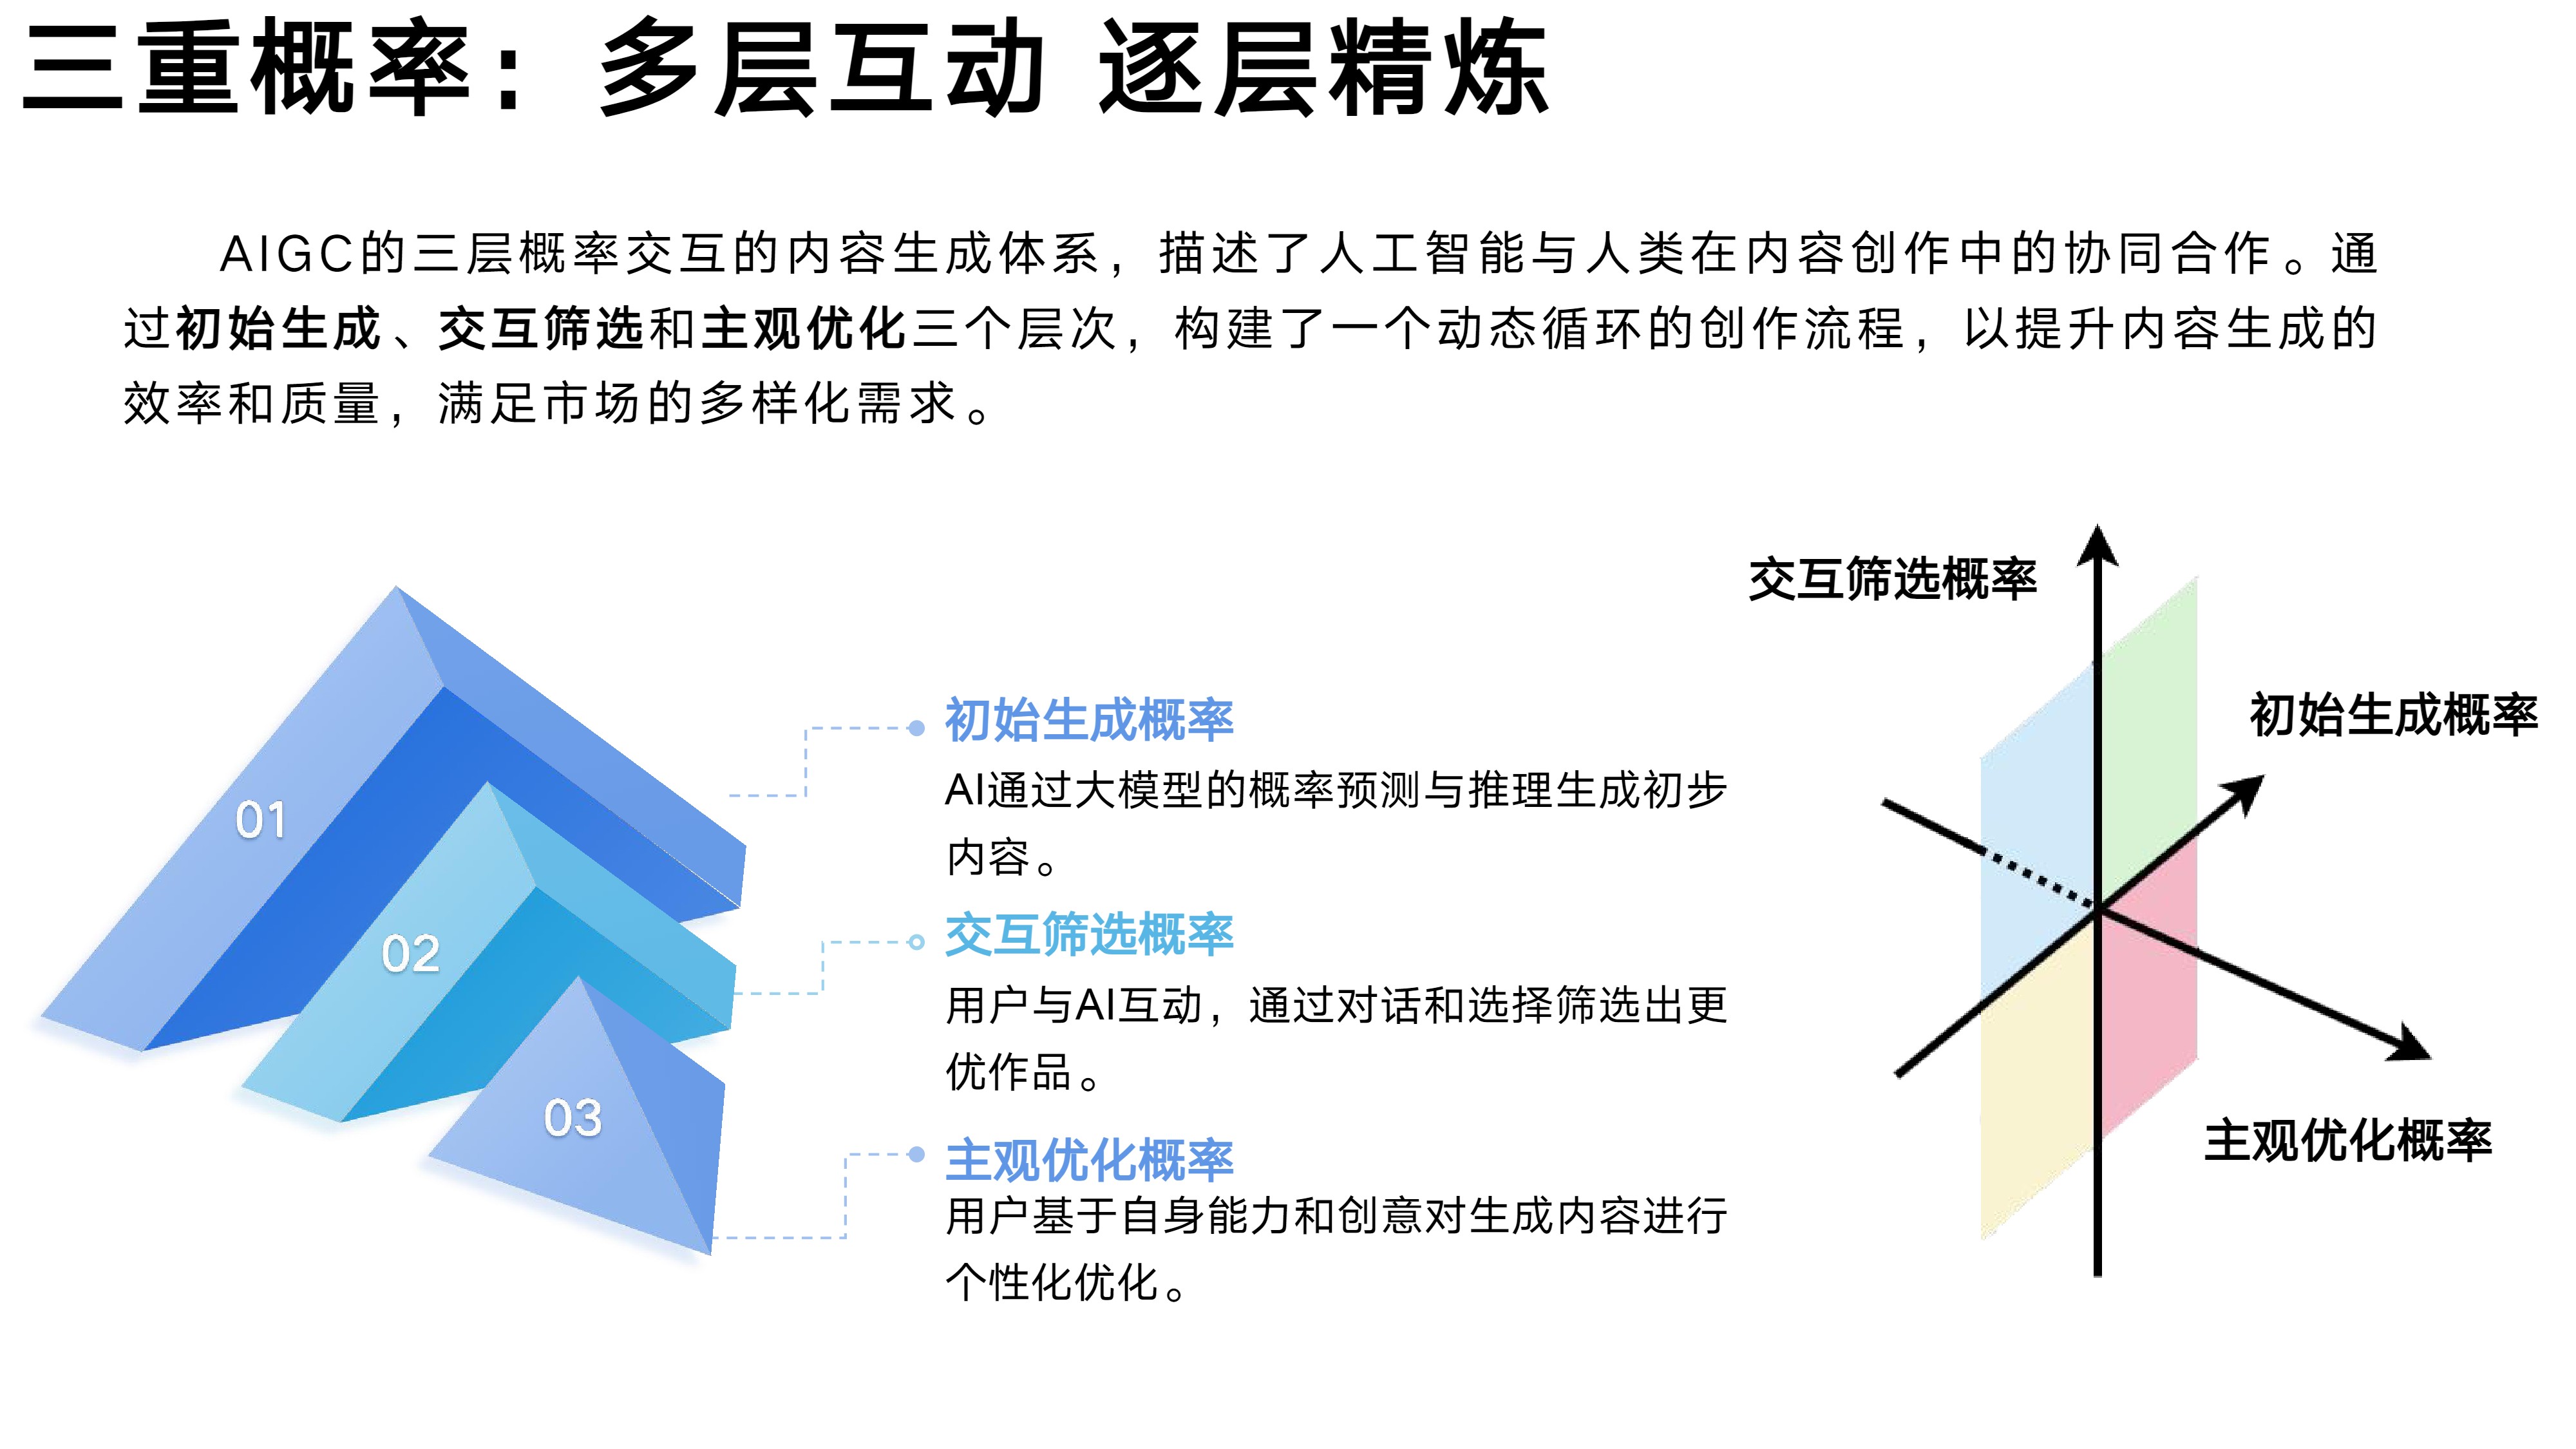 三重概率：多层互动 逐层精炼
AIGC的三层概率交互的内容生成体系，描述了人工智能与人类在内容创作中的协同合作。通
过初始生成、交互筛选和主观优化三个层次，构建了一个动态循环的创作流程，以提升内容生成的
效率和质量，满足市场的多样化需求。
01
02
03
初始生成概率
AI通过大模型的概率预测与推理生成初步
内容。
交互筛选概率
用户与AI互动，通过对话和选择筛选出更
优作品。
主观优化概率
用户基于自身能力和创意对生成内容进行
个性化优化。
交互筛选概率
初始生成概率
主观优化概率